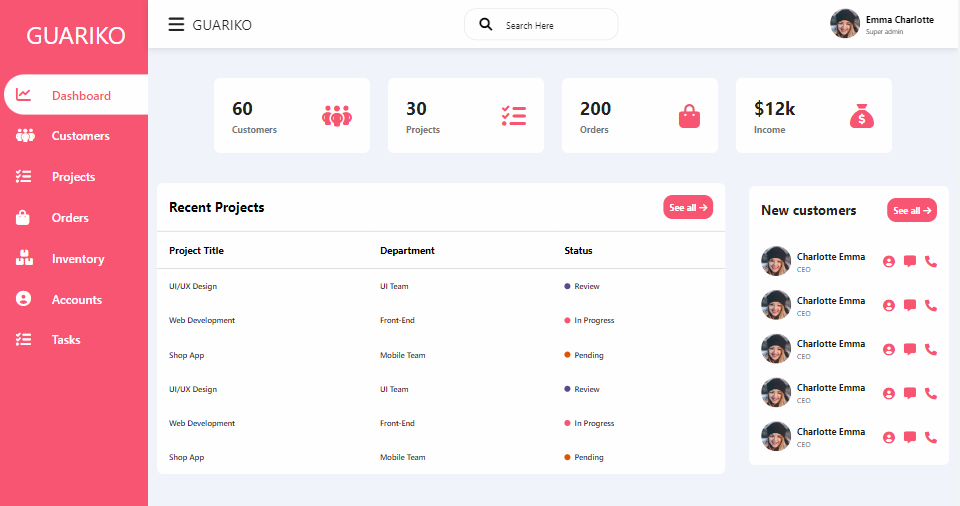 GUARIKO
Dashboard
Customers
Projects
Orders
Inventory
Accounts
Tasks
GUARIKO
Search Here
Emma Charlotte
Super admin
60
Customers
30
Projects
200
Orders
$12k
Income
Recent Projects
See all
Project Title Department Status
UI/UX Design UI Team Review
Web Development Front-End In Progress
Shop App Mobile Team Pending
UI/UX Design UI Team Review
Web Development Front-End In Progress
Shop App Mobile Team Pending
New customers
See all
Charlotte Emma
CEO
Charlotte Emma
CEO
Charlotte Emma
CEO
Charlotte Emma
CEO
Charlotte Emma
CEO